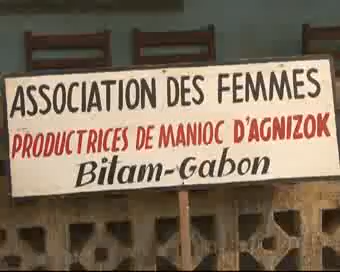 ASSOCIATION DES FEMMES
PRODUCTRICES DE MANIOC D'AGNIZOK
Bitam-Gabon